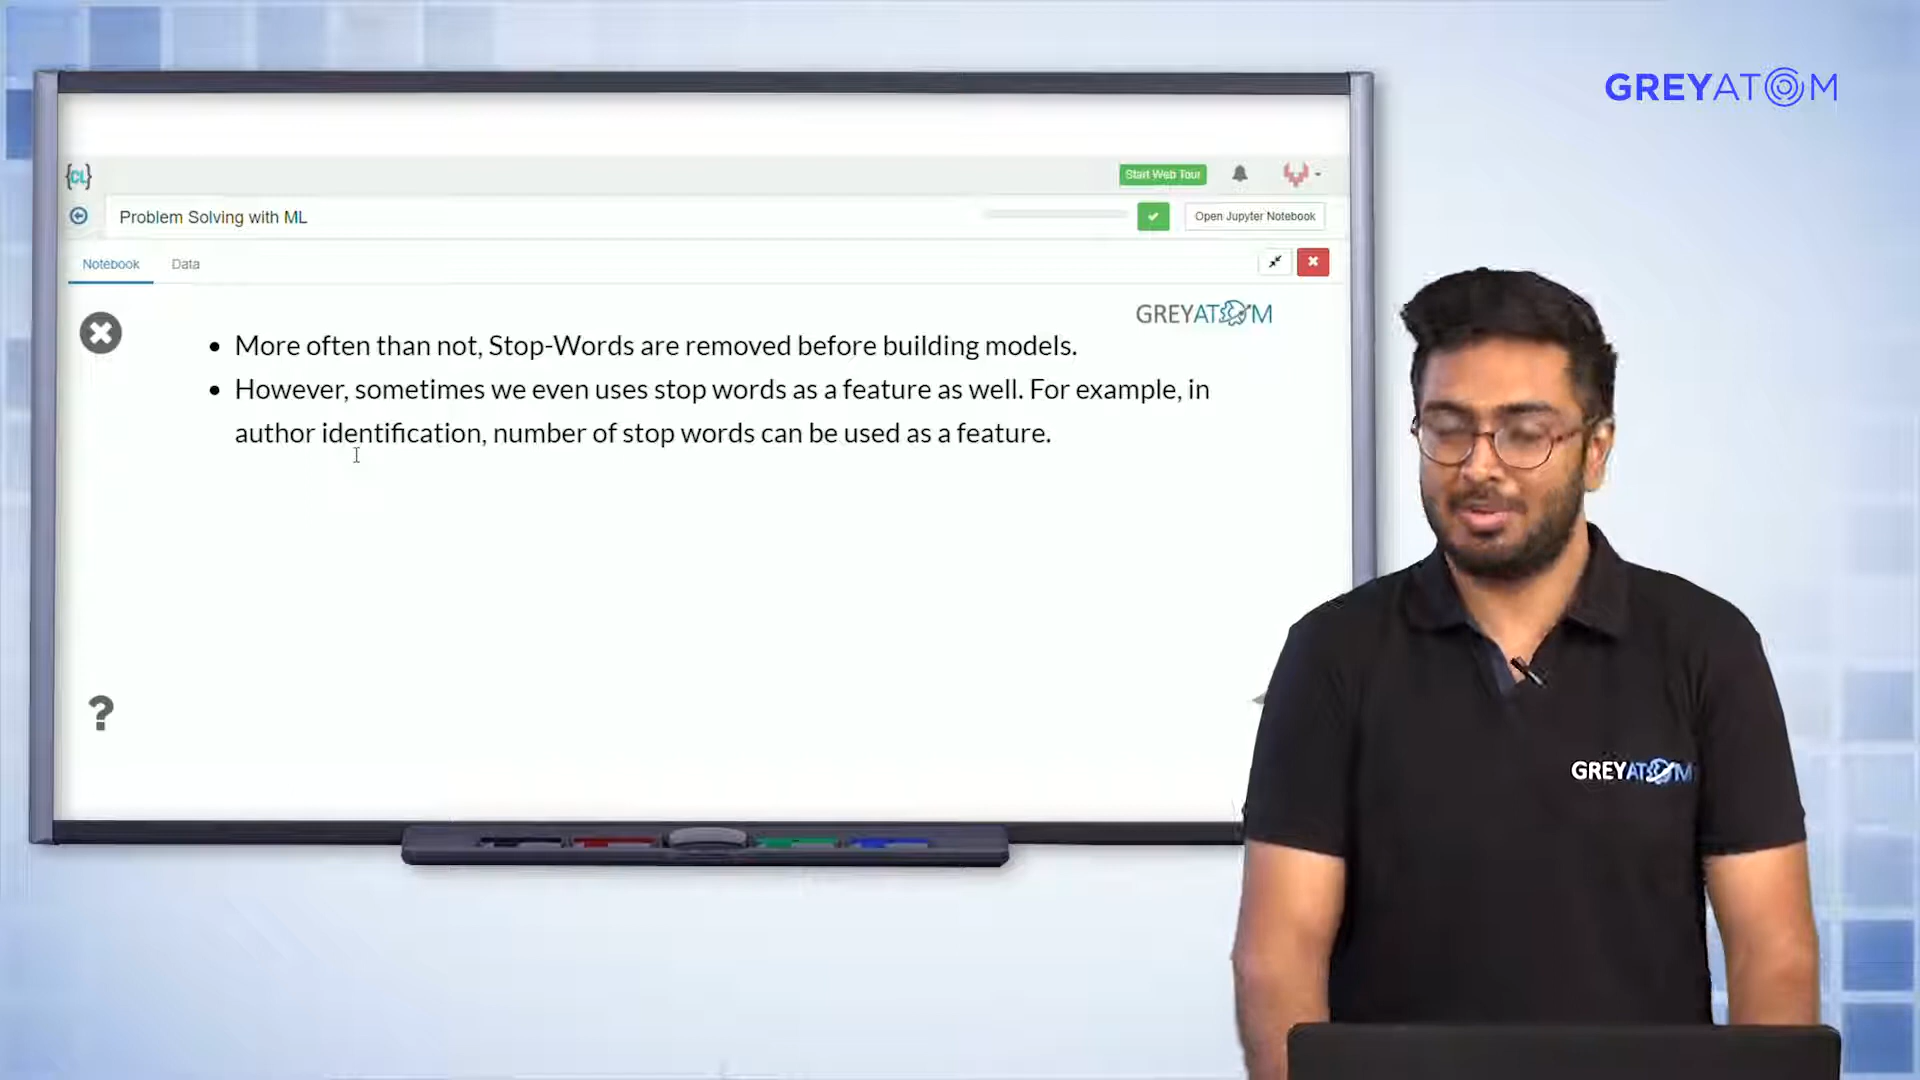 GREYATOM
{CL}
Start Web Tour
Problem Solving with ML
Open Jupyter Notebook
Notebook Data
GREYATOM
• More often than not, Stop-Words are removed before building models.
• However, sometimes we even uses stop words as a feature as well. For example, in
author identification, number of stop words can be used as a feature.
?
GREYATOM